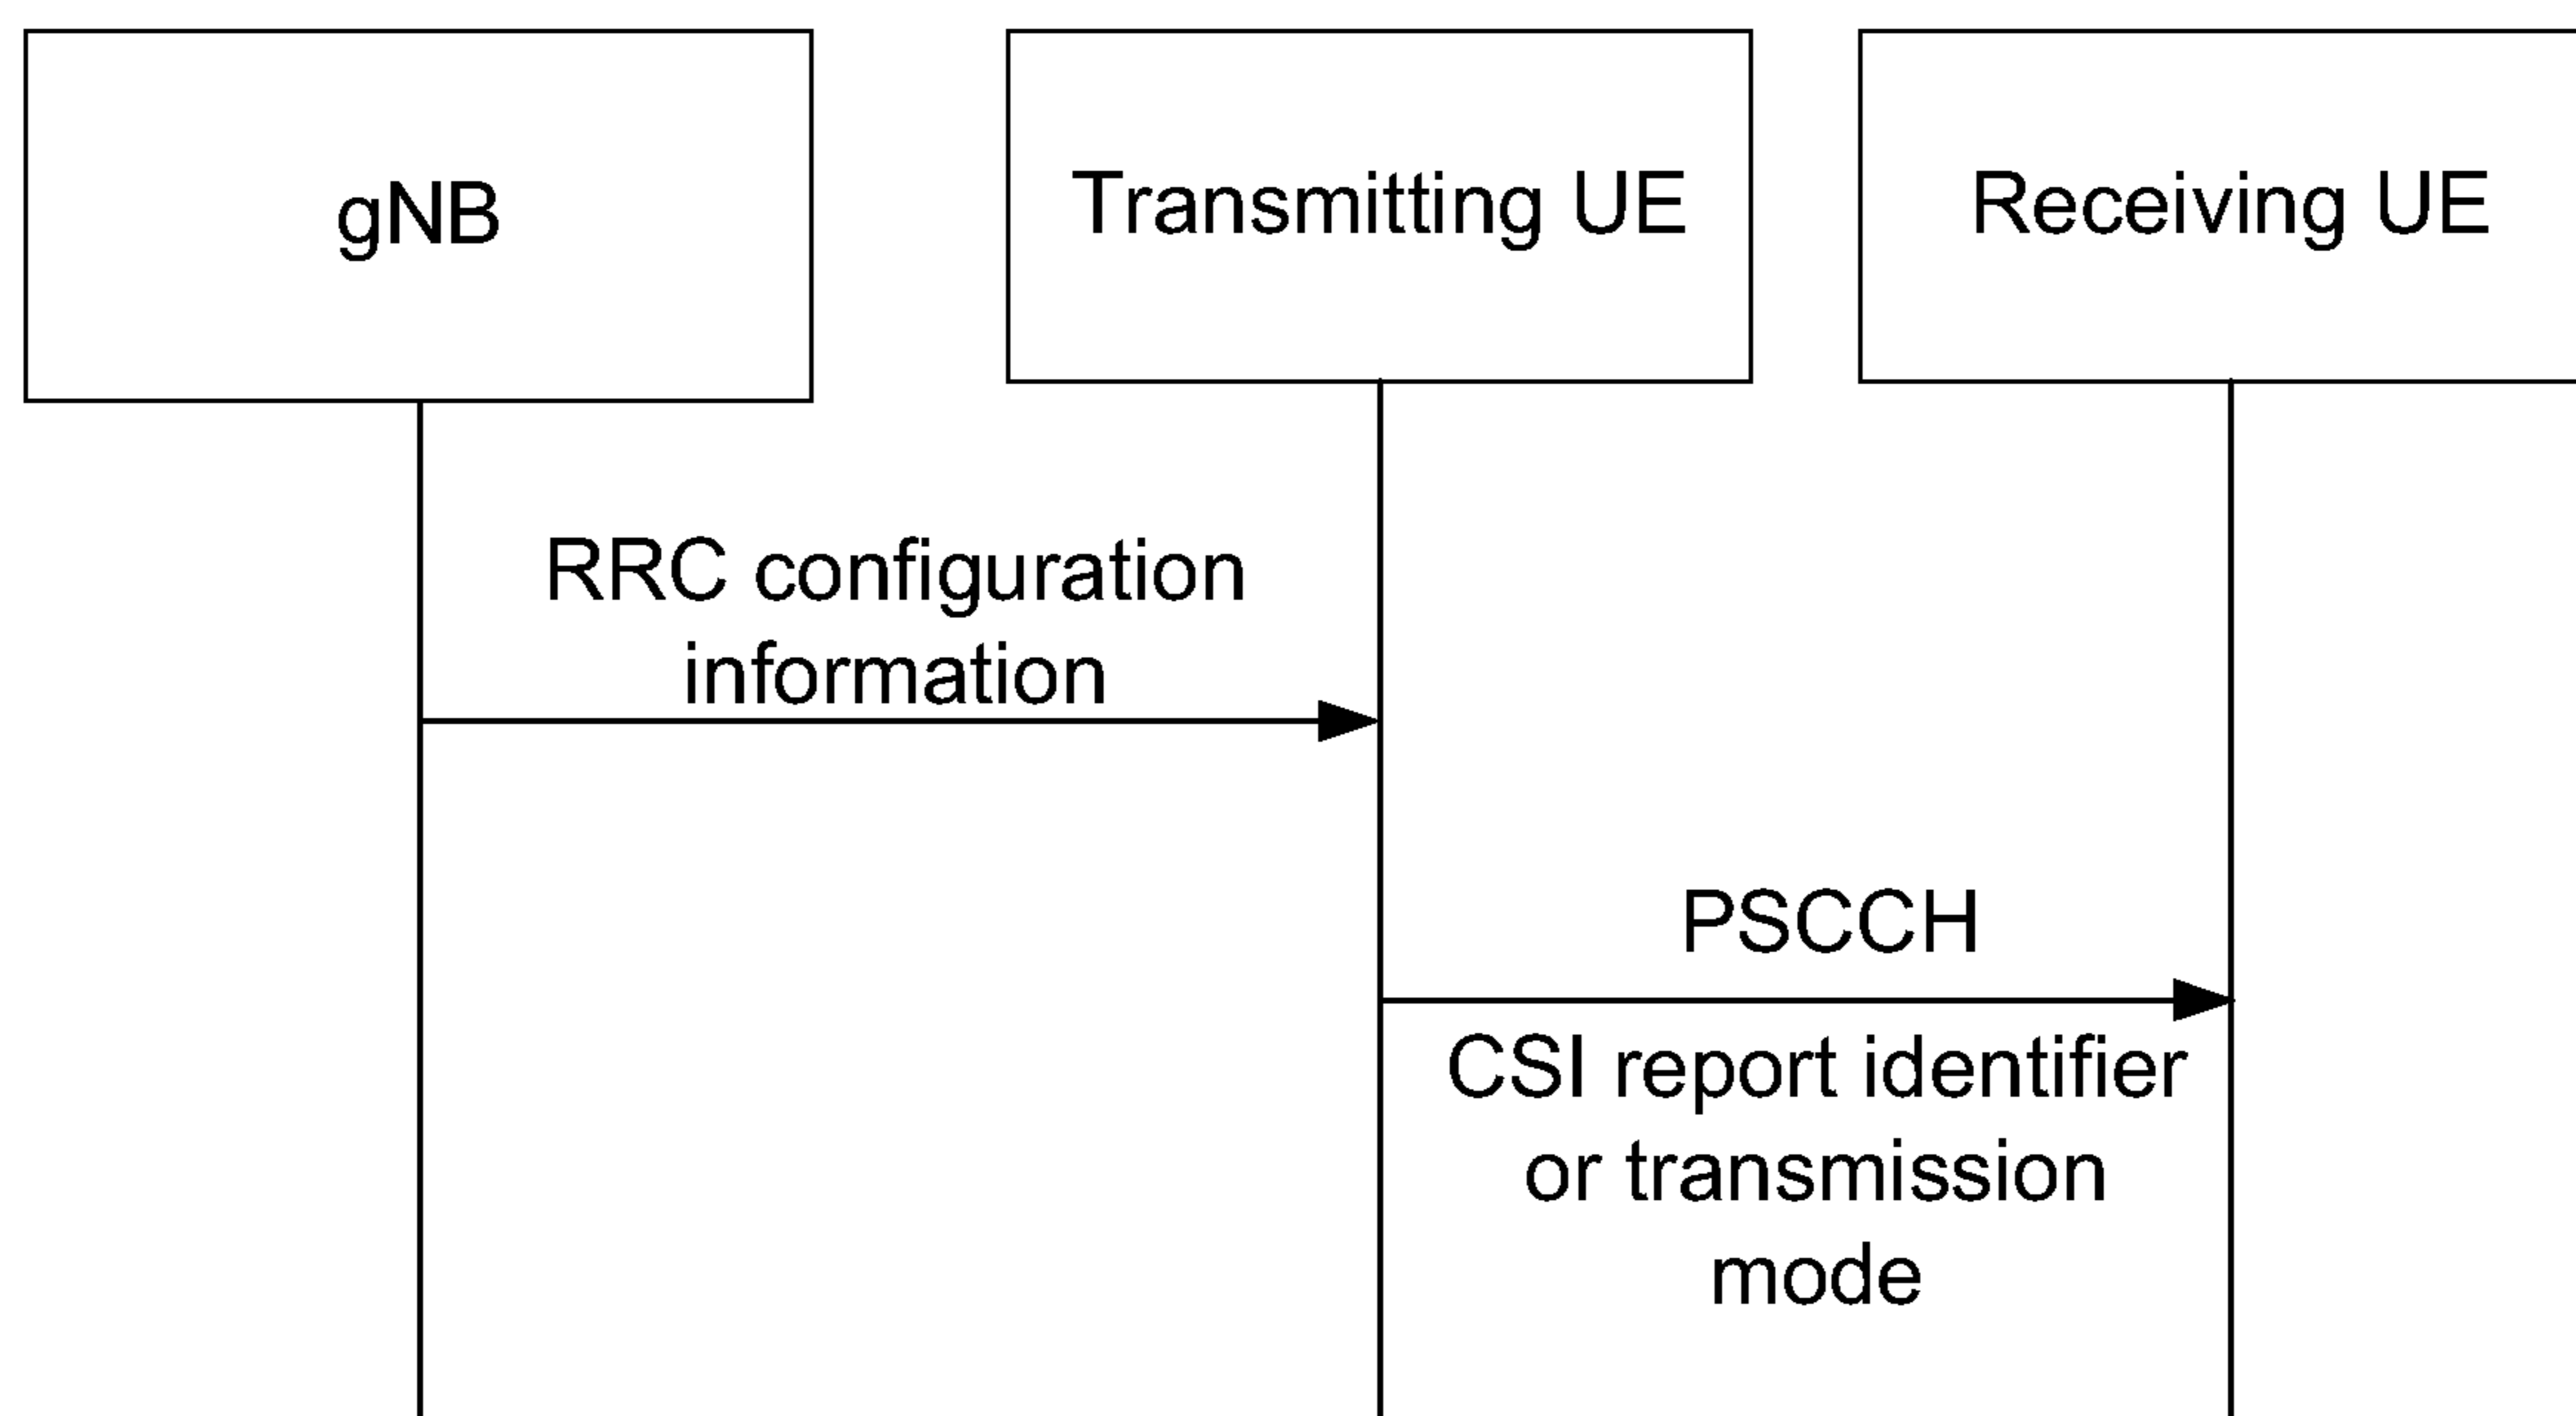 gNB
Transmitting UE
Receiving UE
RRC configuration
information
PSCCH
CSI report identifier
or transmission
mode